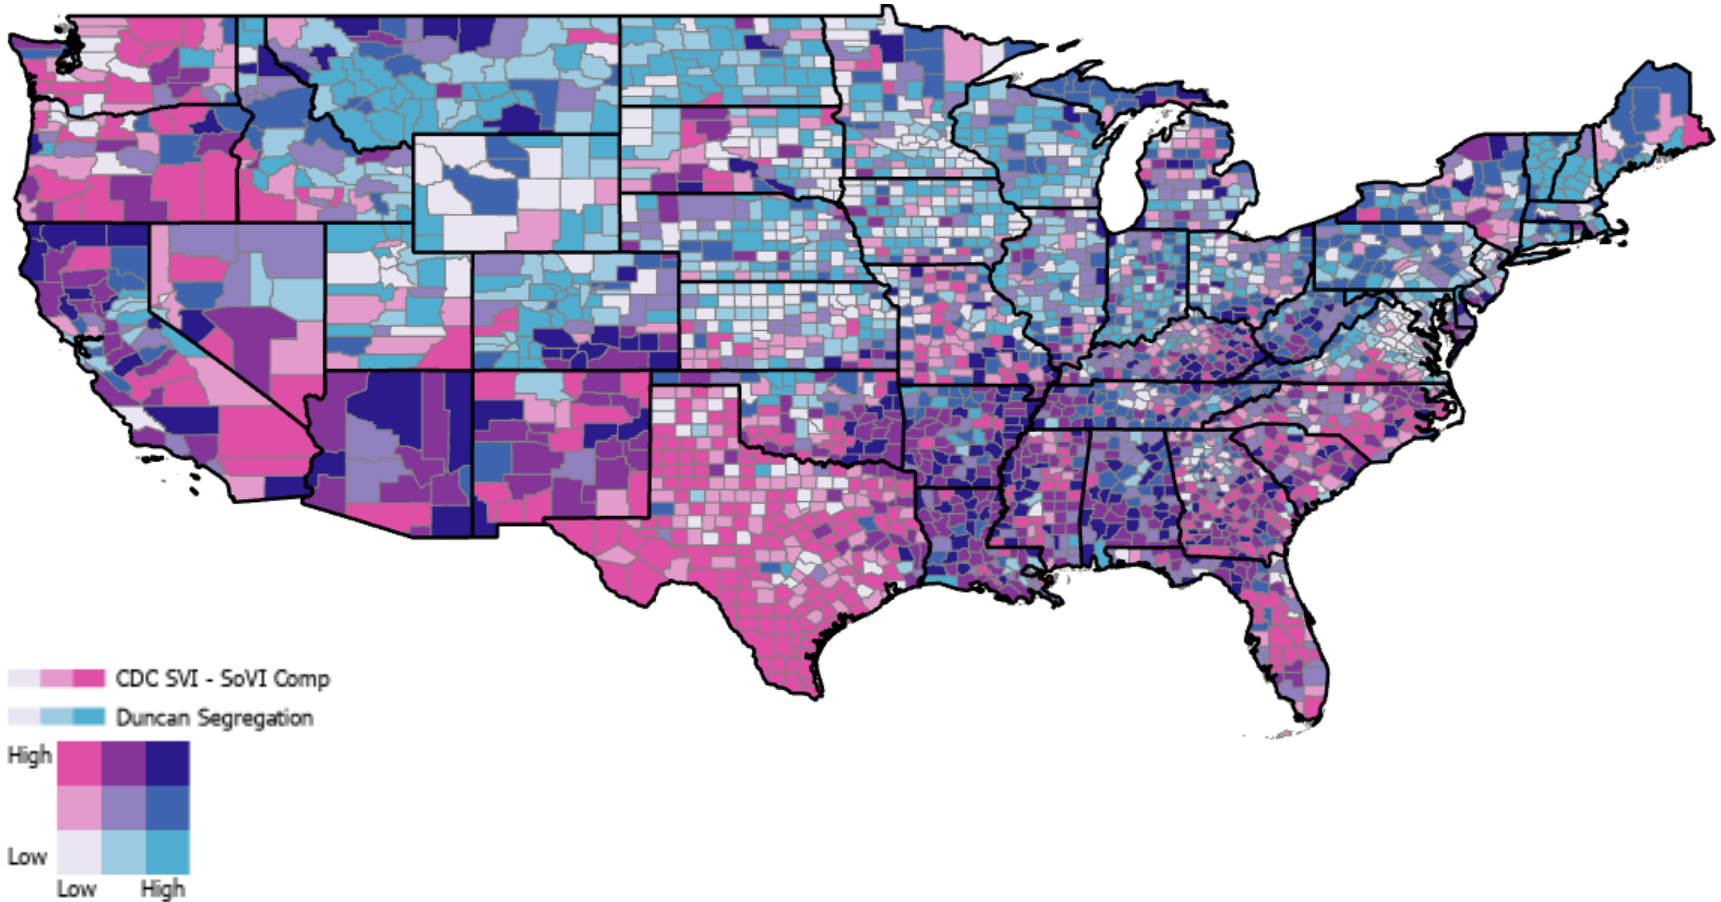 CDC SVI - SoVI Comp
Duncan Segregation
High
Low
Low High